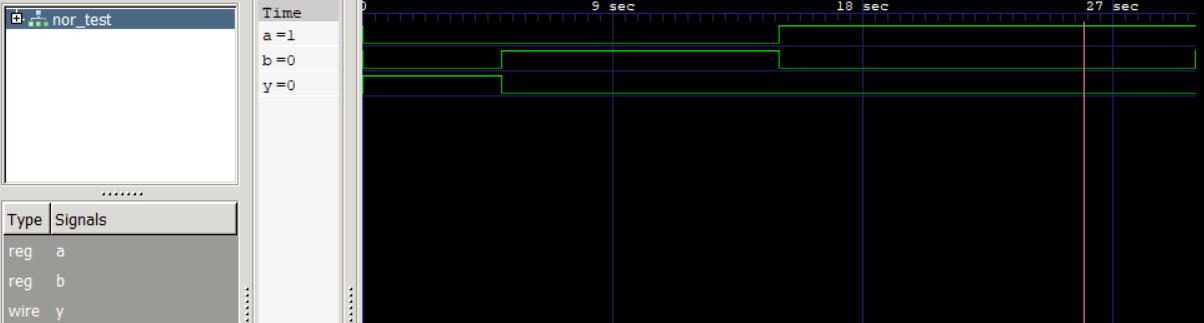 nor_test
Type Signals
reg a
reg b
wire y
Time
a=1
b=0
y=0
0 9 sec 18 sec 27 sec